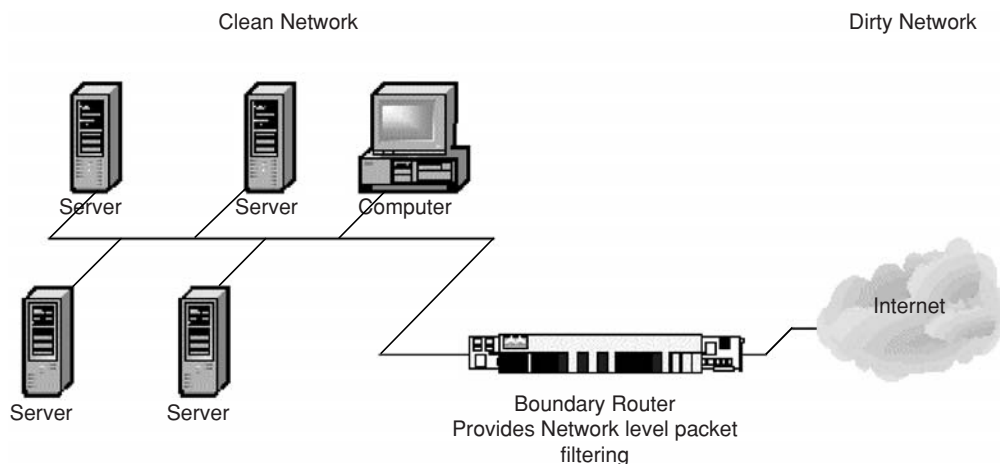 Clean Network
Dirty Network
Server
Server
Computer
Internet
Server
Server
Boundary Router
Provides Network level packet
filtering